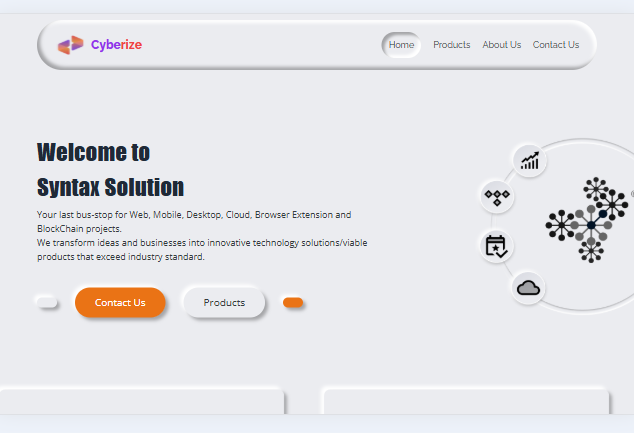 Cyberize
Home Products About Us Contact Us
Welcome to
Syntax Solution
Your last bus-stop for Web, Mobile, Desktop, Cloud, Browser Extension and
BlockChain projects.
We transform ideas and businesses into innovative technology solutions/viable
products that exceed industry standard.
Contact Us Products